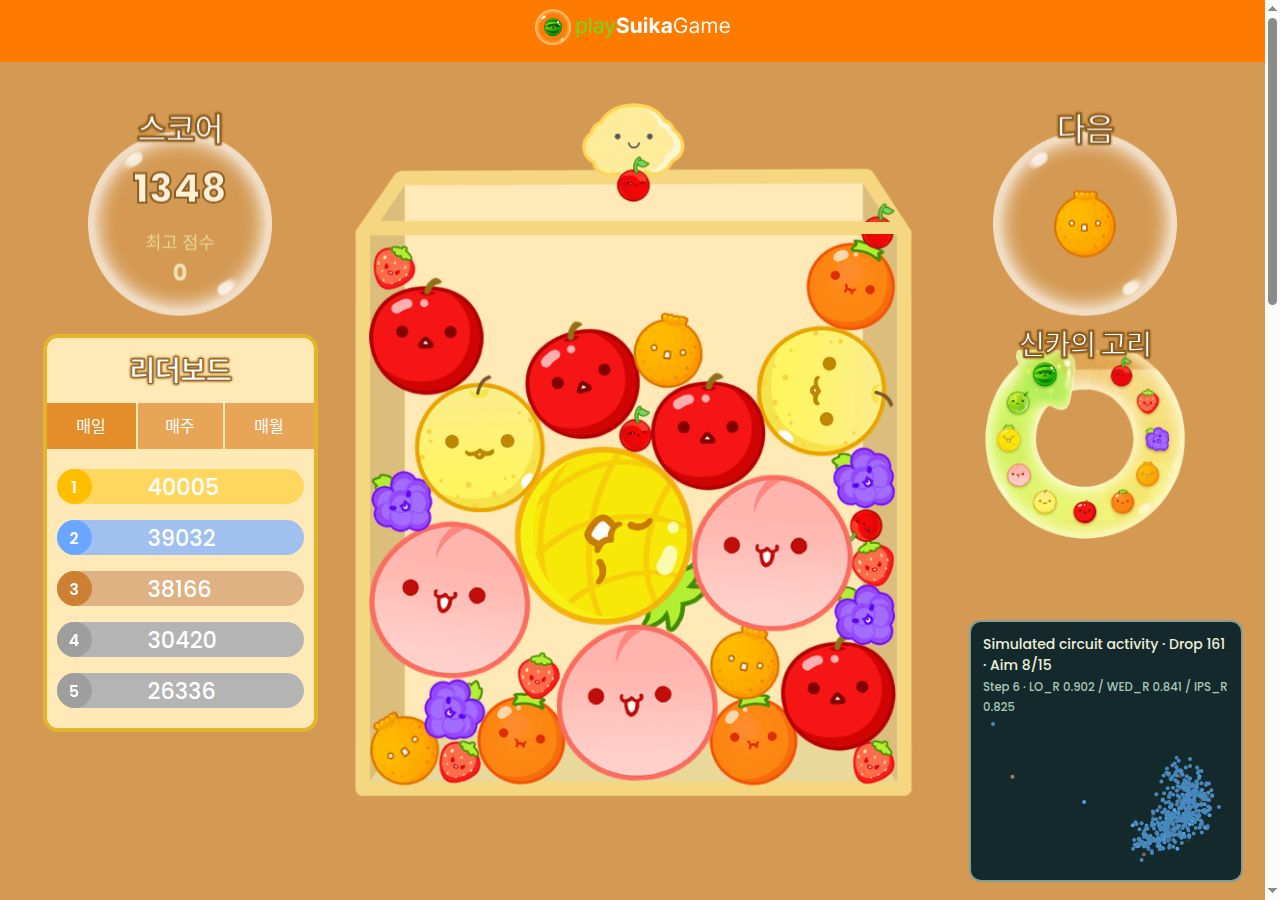 playSuikaGame
스코어
1348
최고 점수
0
다음
신카의 고리
리더보드
매일 매주 매월
1 40005
2 39032
3 38166
4 30420
5 26336
Simulated circuit activity · Drop 161
· Aim 8/15
Step 6 · LO_R 0.902 / WED_R 0.841 / IPS_R
0.825